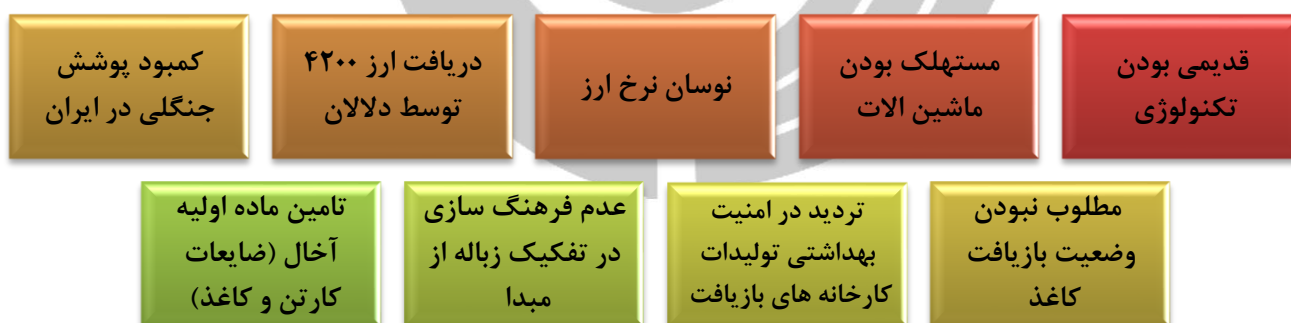 قدیمی بودن
تکنولوژی
مستهلک بودن
ماشین الات
نوسان نرخ ارز
دریافت ارز ۴۲۰۰
توسط دلالان
کمبود پوشش
جنگلی در ایران
مطلوب نبودن
وضعیت بازیافت
کاغذ
تردید در امنیت
بهداشتی تولیدات
کارخانه های بازیافت
عدم فرهنگ سازی
در تفکیک زباله از
مبدا
تامین ماده اولیه
آخال (ضایعات
کارتن و کاغذ)